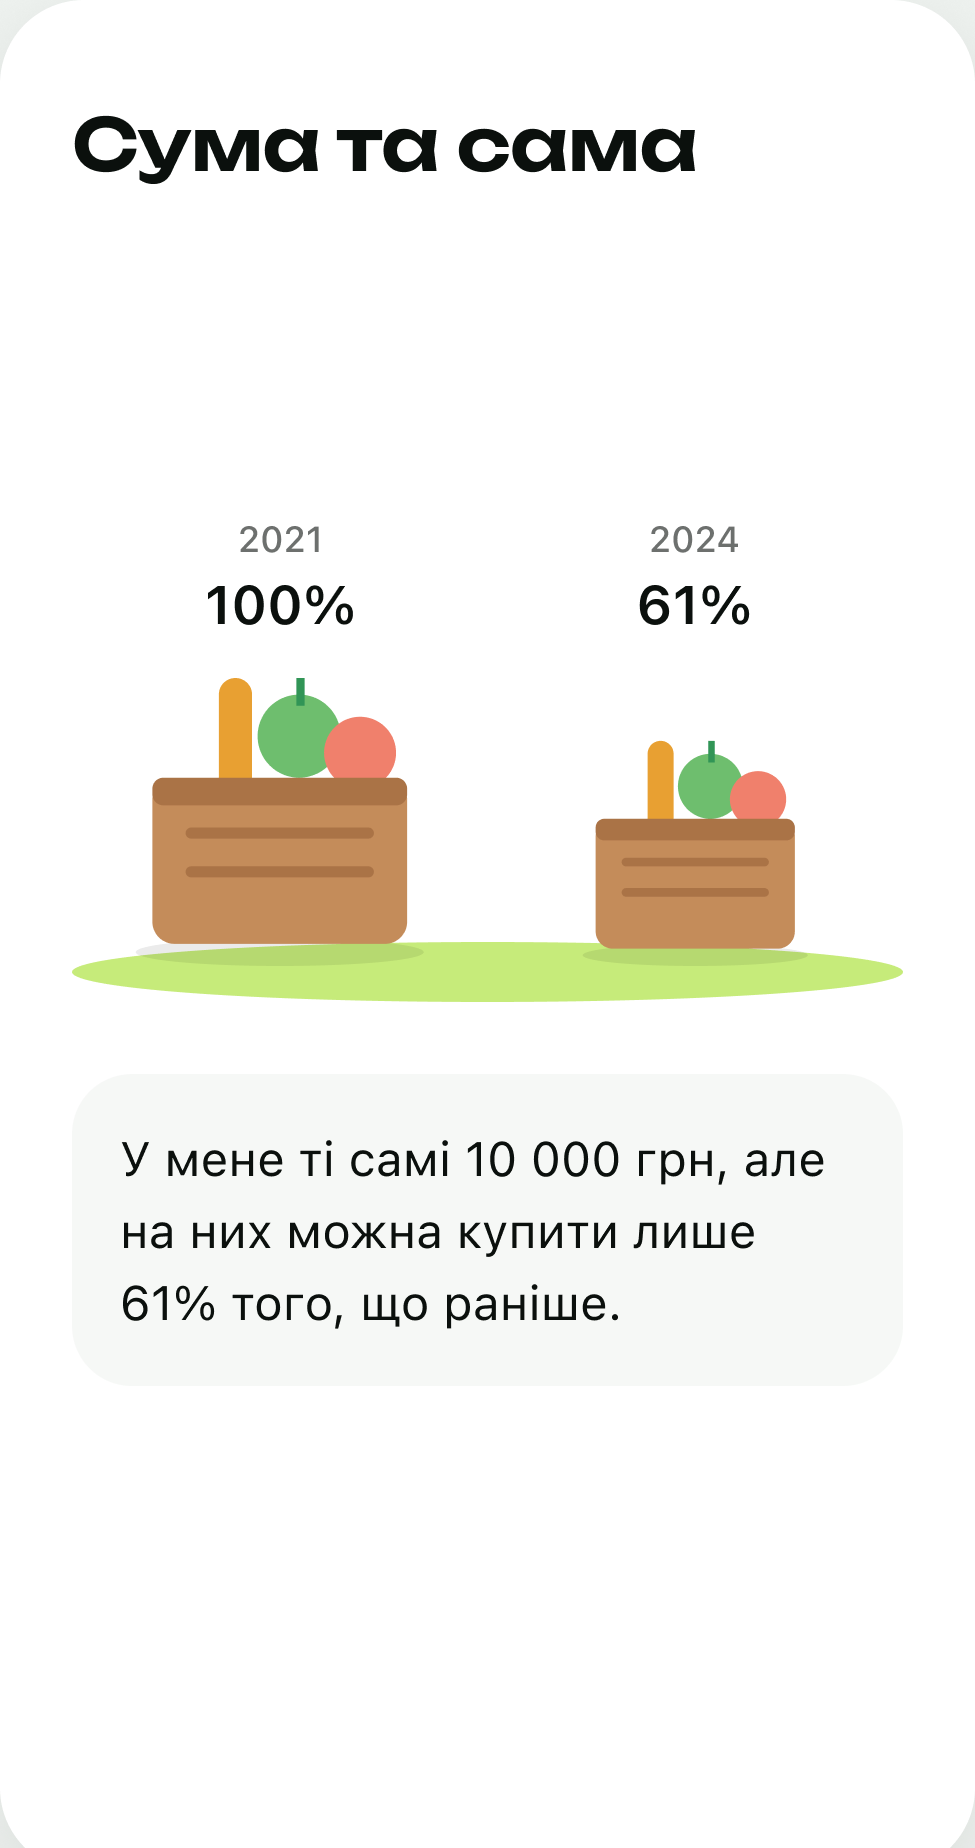 Сума та сама
2021
2024
100%
61%
У мене ті самі 10 000 грн, але
на них можна купити лише
61% того, що раніше.